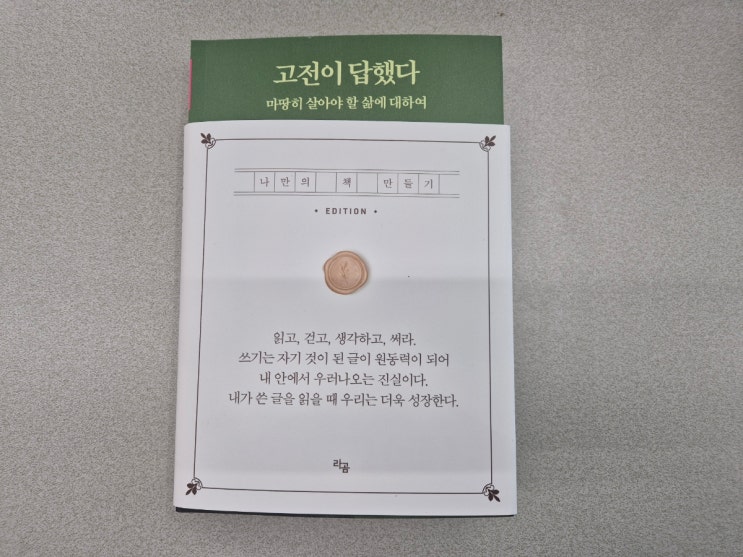 고전이 답했다
마땅히 살아야 할 삶에 대하여
나만의 책 만들기
• EDITION •
읽고, 걷고, 생각하고, 써라.
쓰기는 자기 것이 된 글이 원동력이 되어
내 안에서 우러나오는 진실이다.
내가 쓴 글을 읽을 때 우리는 더욱 성장한다.
라곰